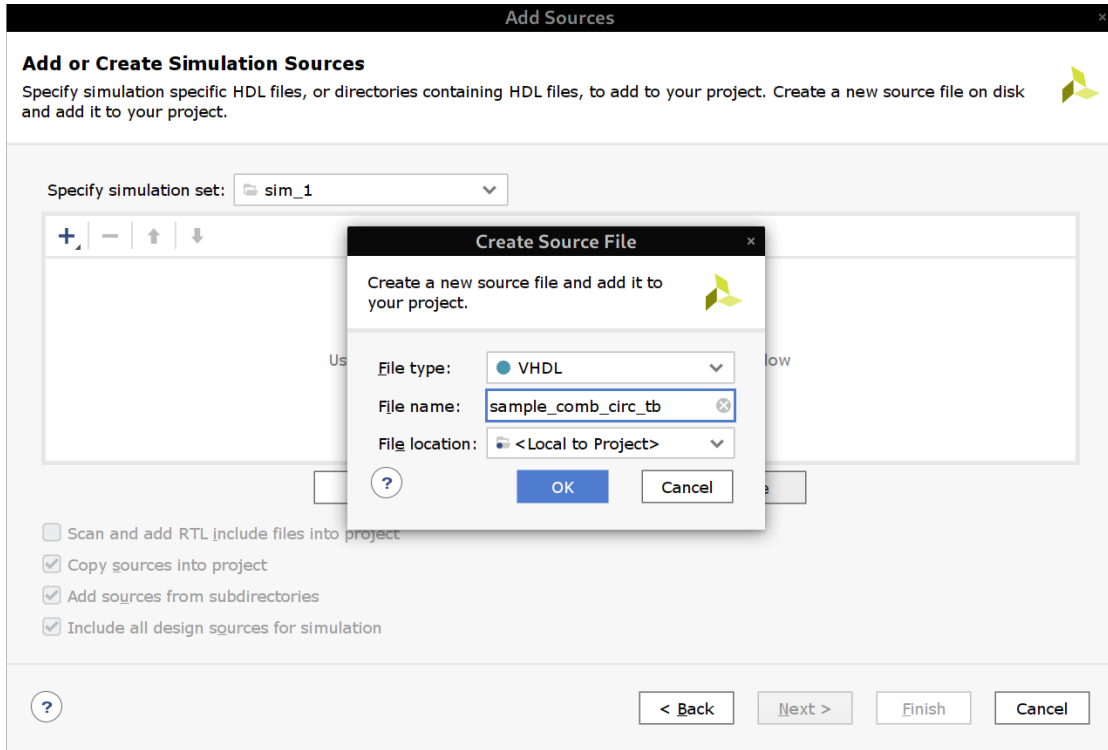 Add Sources
Add or Create Simulation Sources
Specify simulation specific HDL files, or directories containing HDL files, to add to your project. Create a new source file on disk
and add it to your project.
Specify simulation set: sim_1
Create Source File
Create a new source file and add it to
your project.
File type: VHDL
File name: sample_comb_circ_tb
File location: <Local to Project>
? OK Cancel
Scan and add RTL include files into project
Copy sources into project
Add sources from subdirectories
Include all design sources for simulation
? < Back Next > Finish Cancel